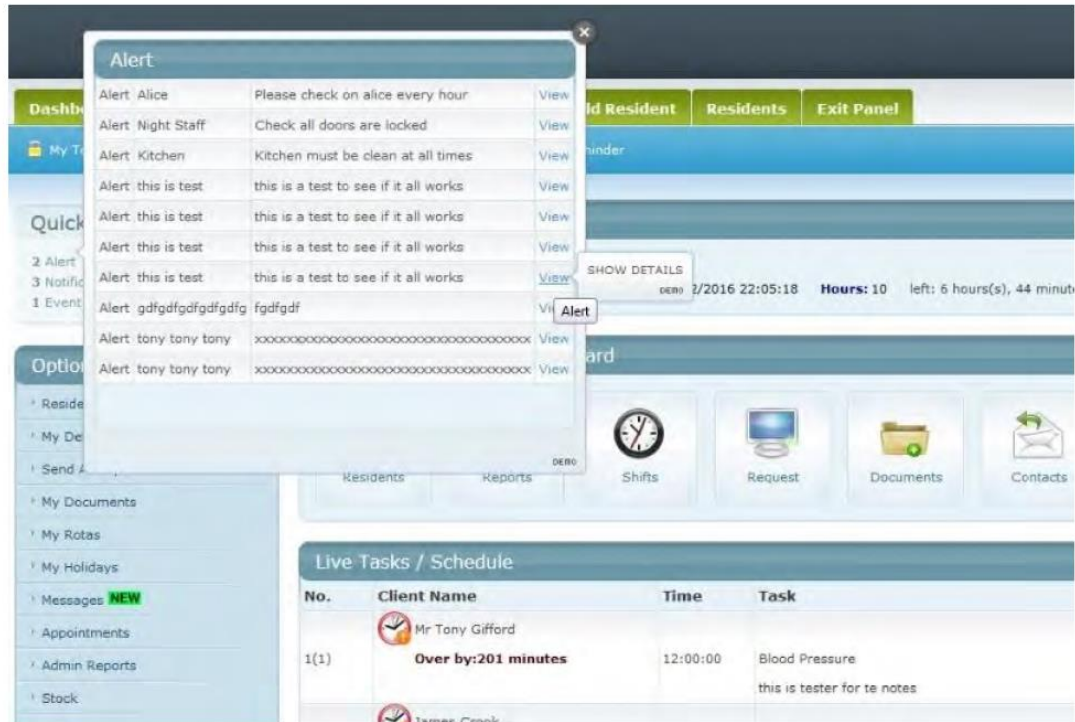 Alert
Alert Alice Please check on alice every hour View
Alert Night Staff Check all doors are locked View
Alert Kitchen Kitchen must be clean at all times View
Alert this is test this is a test to see if it all works View
Alert this is test this is a test to see if it all works View
Alert this is test this is a test to see if it all works View
Alert this is test this is a test to see if it all works View
Alert gdfgdfgdfgdfgdfg fgdfgdf
Alert tony tony tony View
Alert tony tony tony View
DEMO
SHOW DETAILS
DEMO
Alert
Dashb
ld Resident Residents Exit Panel
My T
inder
Quick
2 Alert
3 Notific
1 Event
2/2016 22:05:18 Hours: 10 left: 6 hours(s), 44 minut
Optio
ard
Reside
My De
Send A
My Documents
My Rotas
My Holidays
Messages NEW
Appointments
Admin Reports
Stock
Residents Reports Shifts Request Documents Contacts
Live Tasks / Schedule
No. Client Name Time Task
Mr Tony Gifford
1(1) Over by:201 minutes 12:00:00 Blood Pressure
this is tester for te notes
James Crook